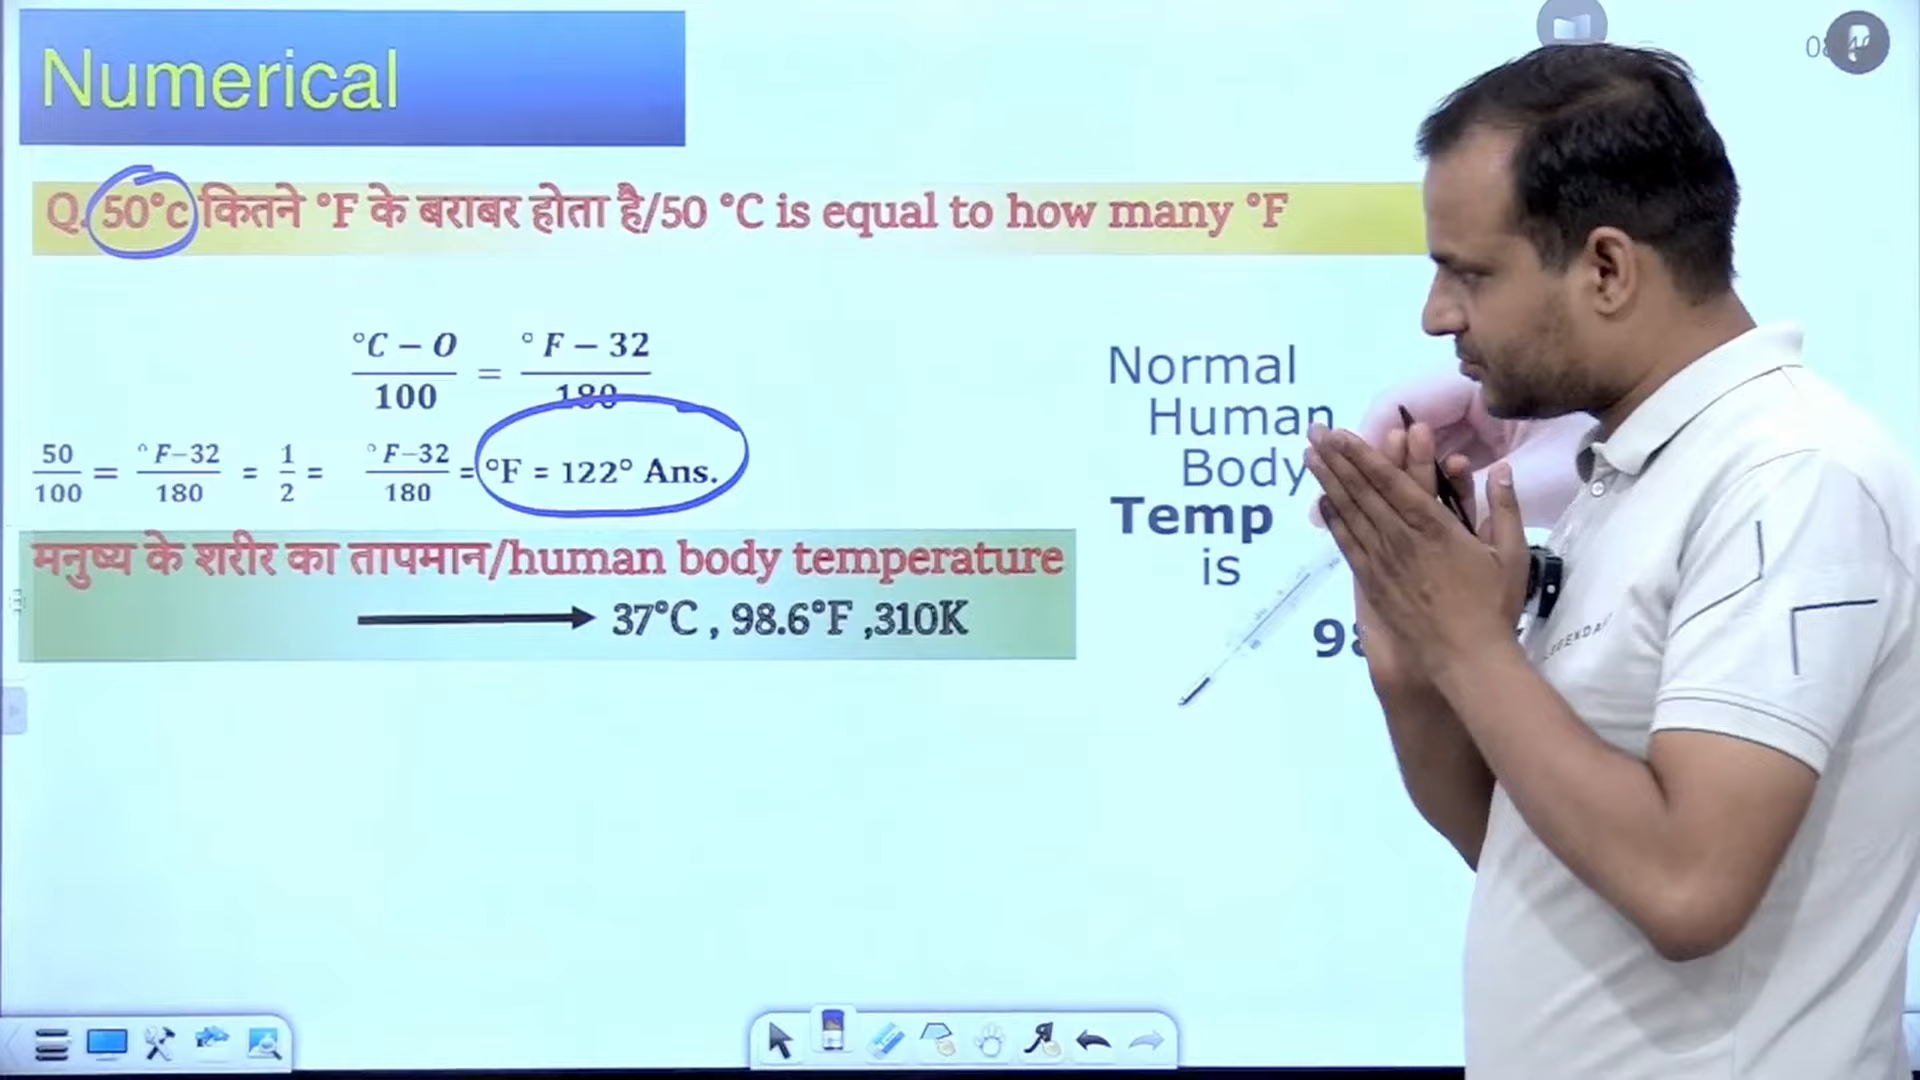 Numerical
Q. 50°c कितने °F के बराबर होता है/50 °C is equal to how many °F
°C – O / 100 = °F – 32 / 180
50/100 = °F–32/180 = 1/2 = °F–32/180 = °F = 122° Ans.
मनुष्य के शरीर का तापमान/human body temperature
37°C , 98.6°F ,310K
Normal
Human
Body
Temp
is